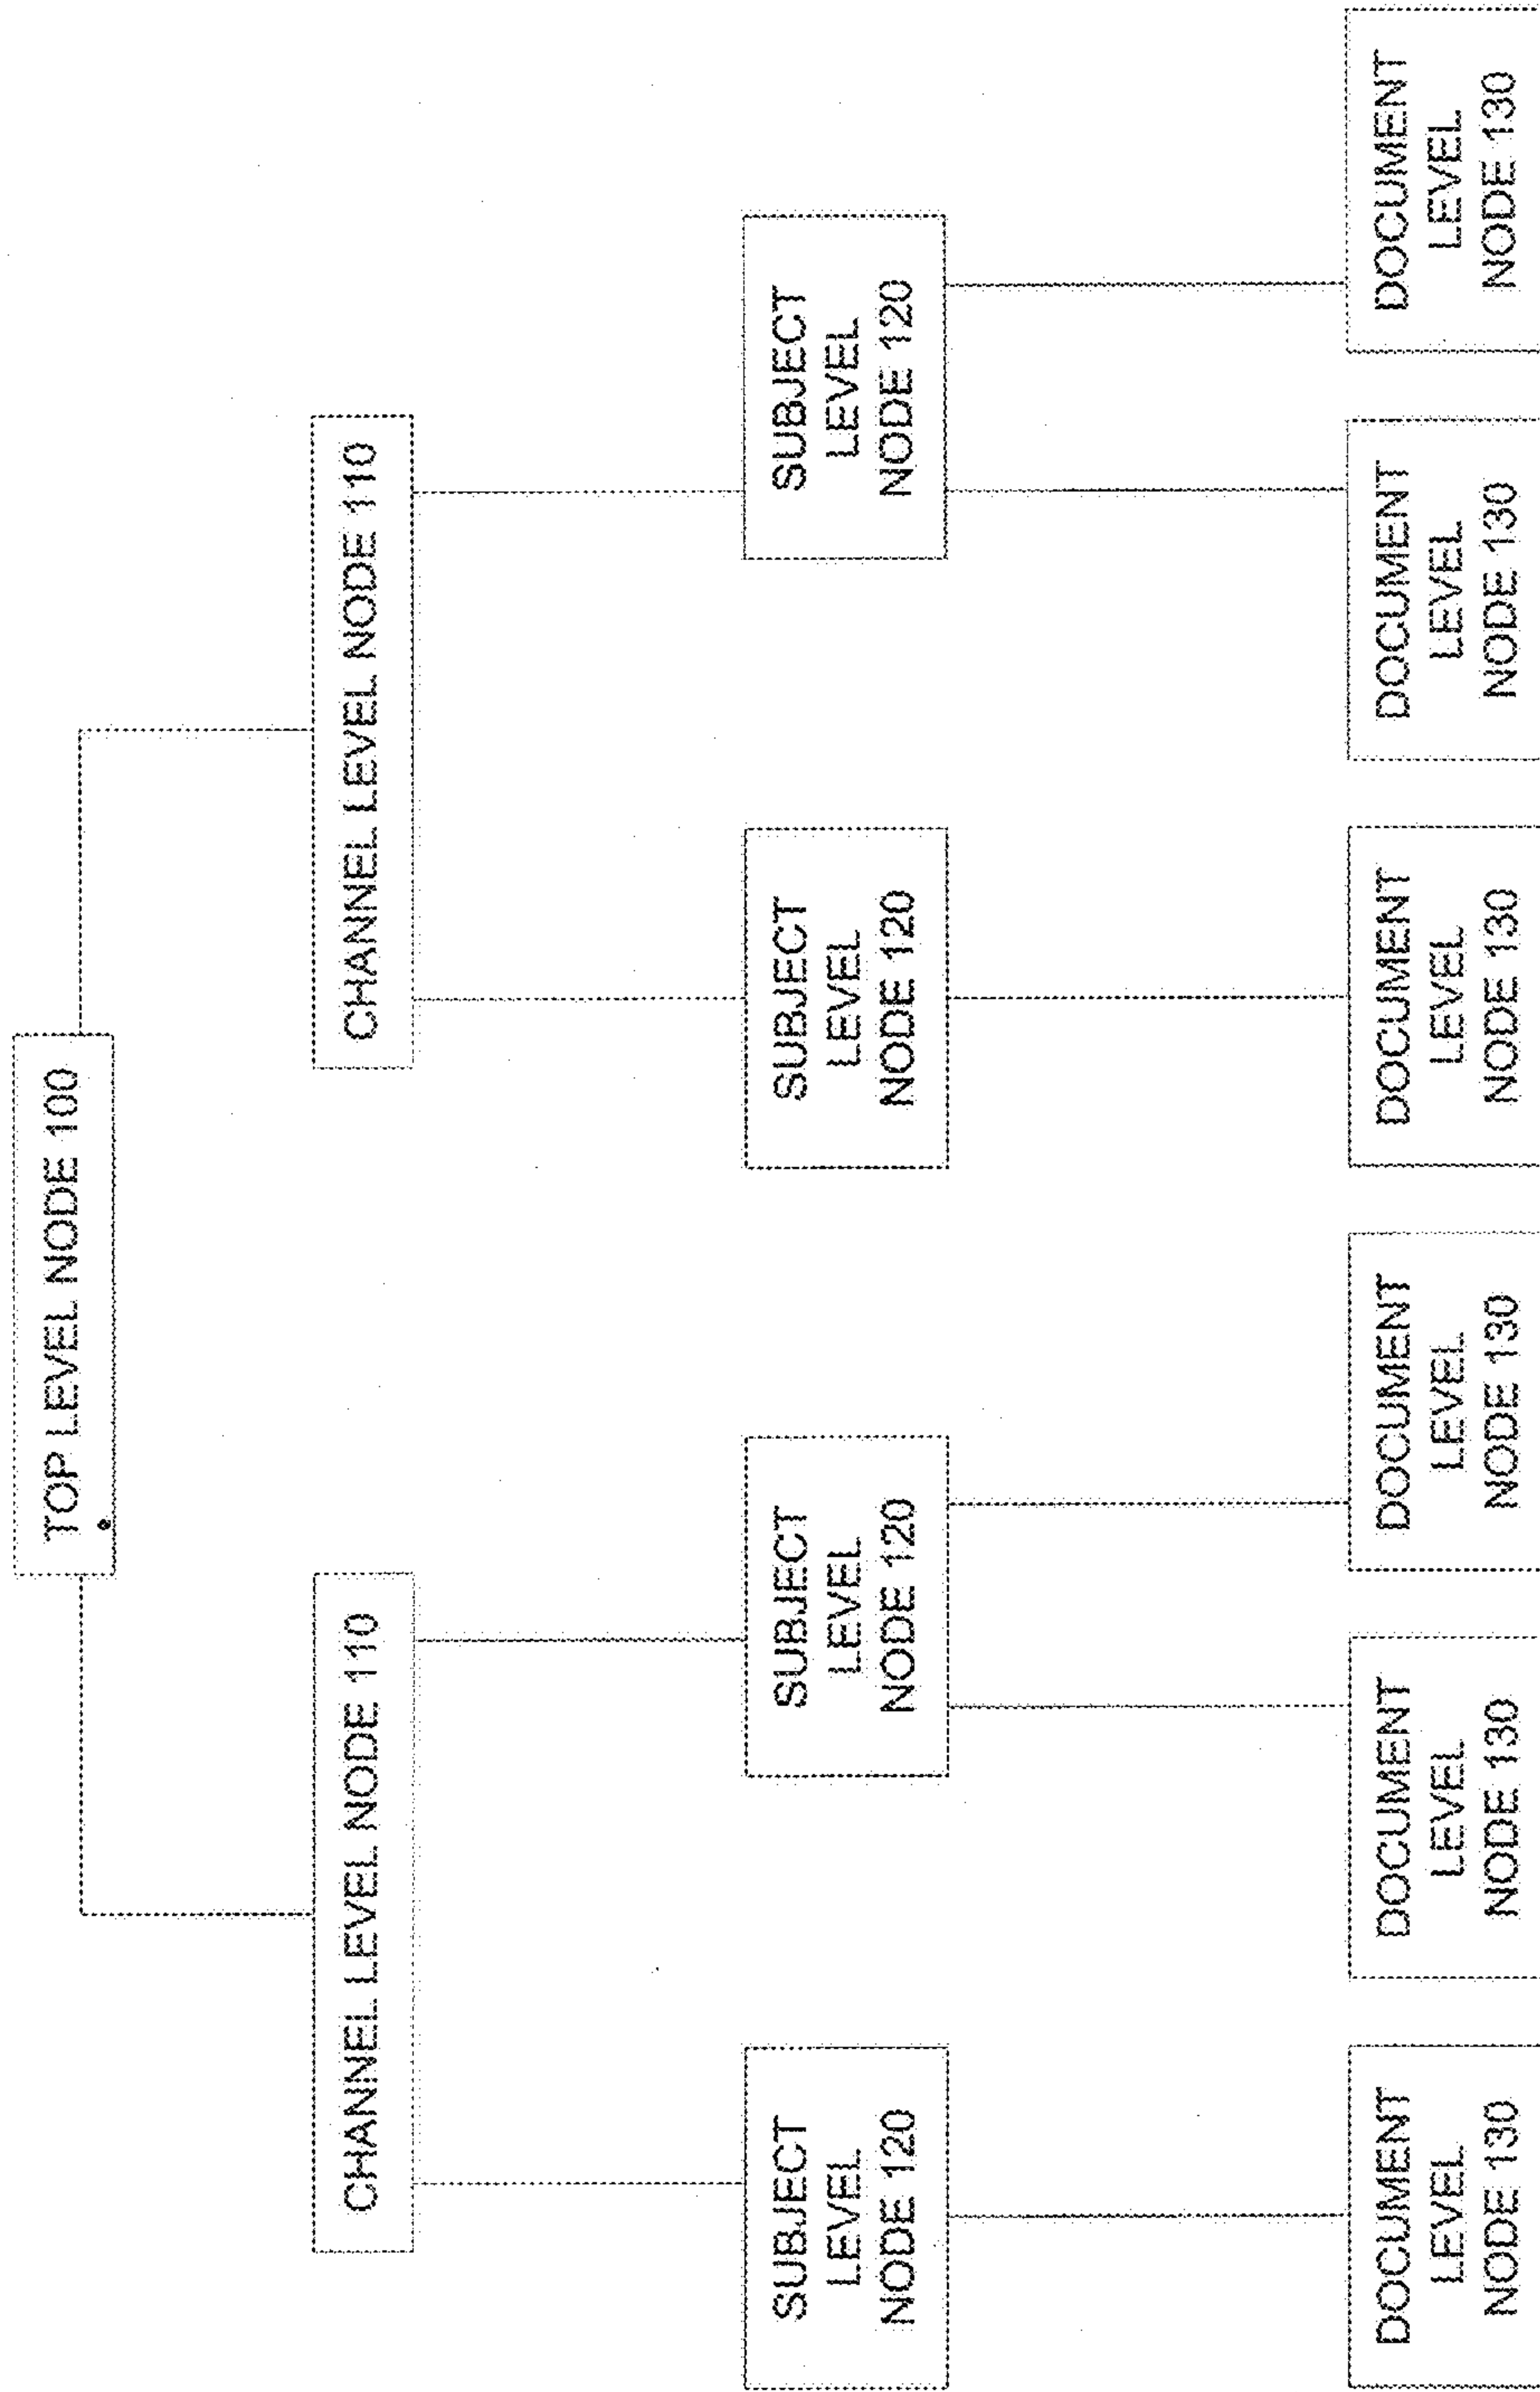 TOP LEVEL NODE 100
CHANNEL LEVEL NODE 110
CHANNEL LEVEL NODE 110
SUBJECT
LEVEL
NODE 120
SUBJECT
LEVEL
NODE 120
SUBJECT
LEVEL
NODE 120
SUBJECT
LEVEL
NODE 120
DOCUMENT
LEVEL
NODE 130
DOCUMENT
LEVEL
NODE 130
DOCUMENT
LEVEL
NODE 130
DOCUMENT
LEVEL
NODE 130
DOCUMENT
LEVEL
NODE 130
DOCUMENT
LEVEL
NODE 130